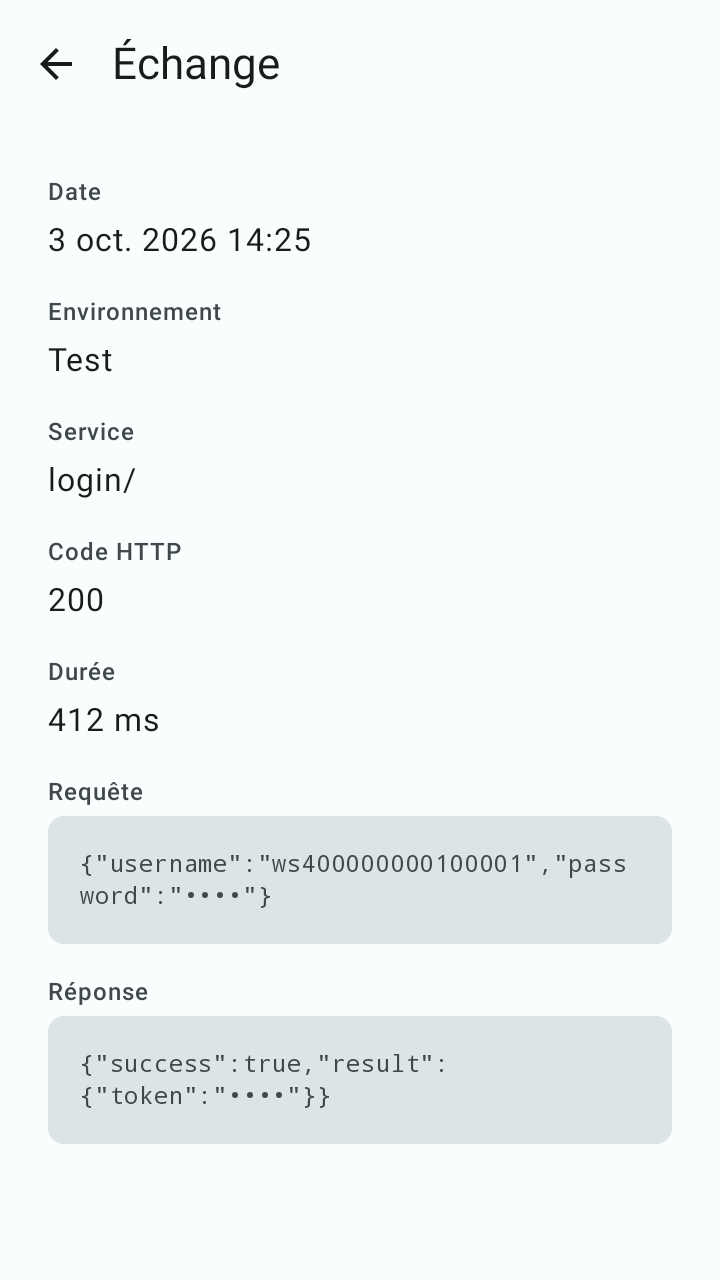 Échange
Date
3 oct. 2026 14:25
Environnement
Test
Service
login/
Code HTTP
200
Durée
412 ms
Requête
{"username":"ws400000000100001","pass
word":"••••"}
Réponse
{"success":true,"result":
{"token":"••••"}}